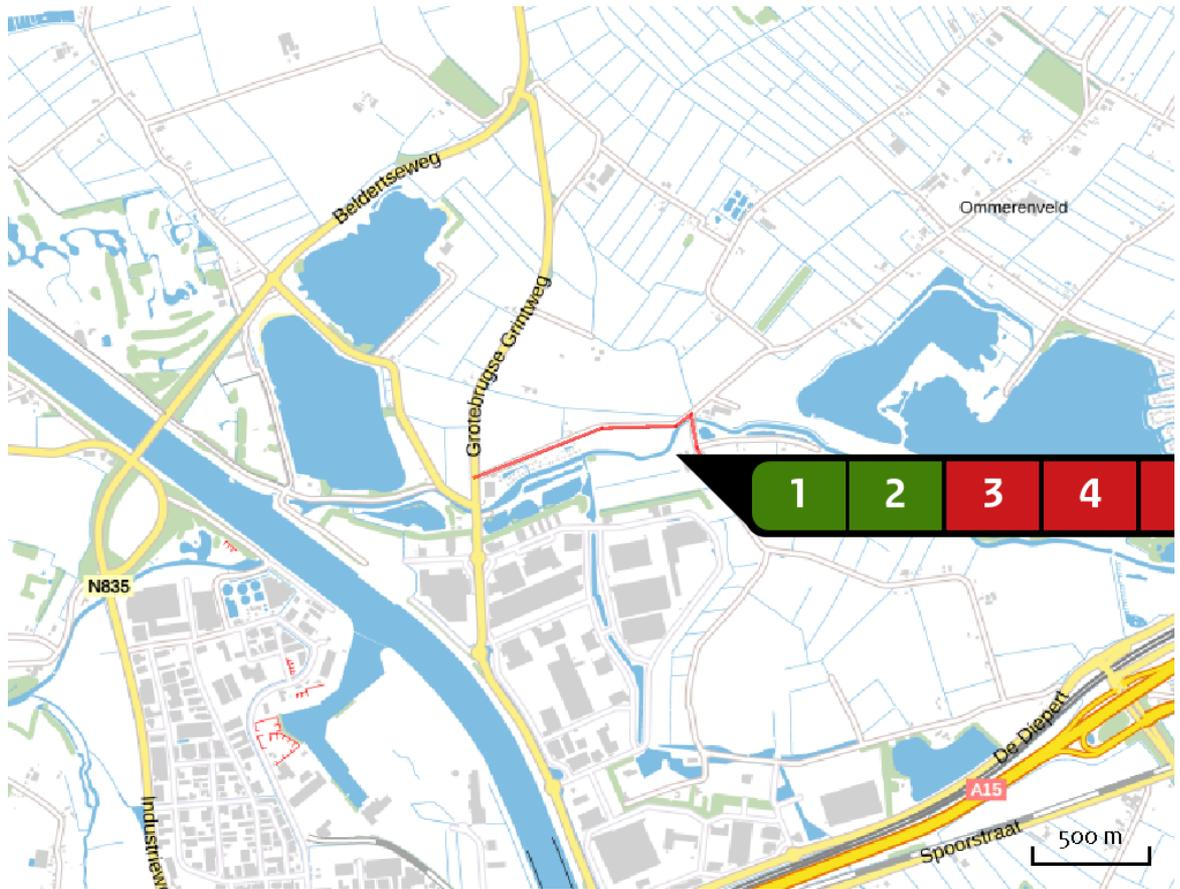 Beldertseweg
Ommerenveld
Grotebrugse Grintweg
1 2 3 4
N835
De Diepert
A15
Industriew
Spoorstraat
500 m